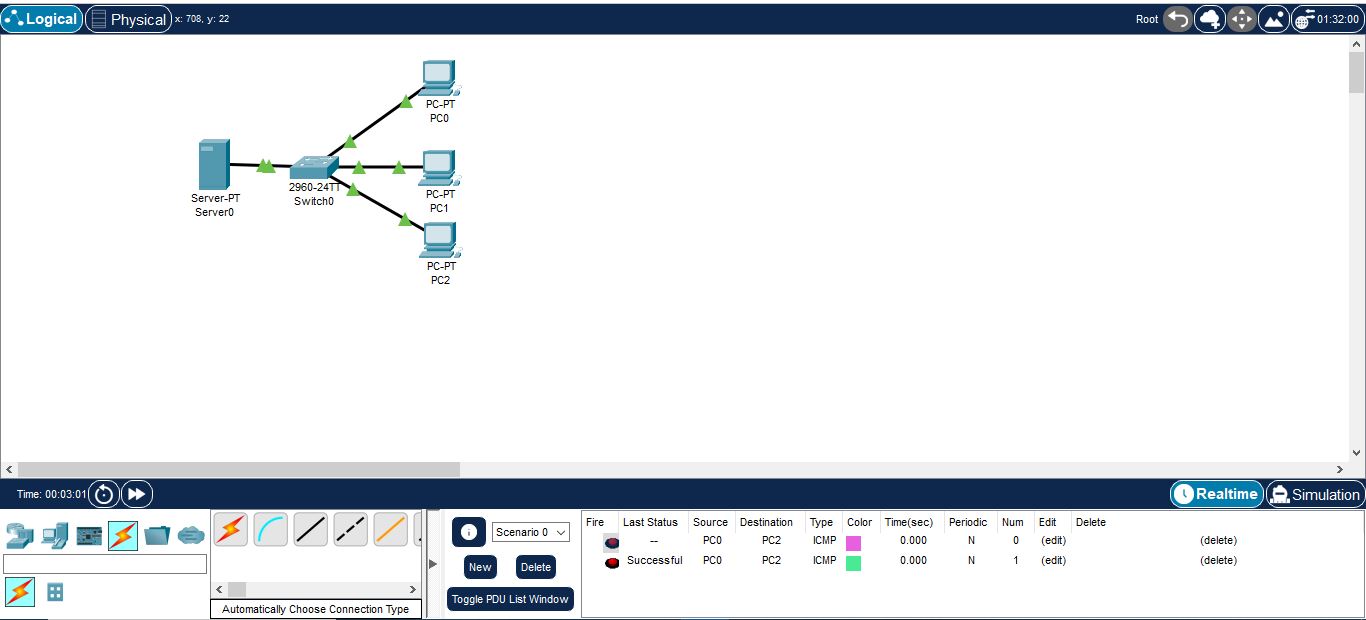 Logical Physical x: 708, y: 22 Root 01:32:00
PC-PT
PC0
Server-PT
Server0
2960-24TT
Switch0
PC-PT
PC1
PC-PT
PC2
Time: 00:03:01 Realtime Simulation
Scenario 0
New Delete
Toggle PDU List Window
Automatically Choose Connection Type
Fire Last Status Source Destination Type Color Time(sec) Periodic Num Edit Delete
-- PC0 PC2 ICMP 0.000 N 0 (edit) (delete)
Successful PC0 PC2 ICMP 0.000 N 1 (edit) (delete)